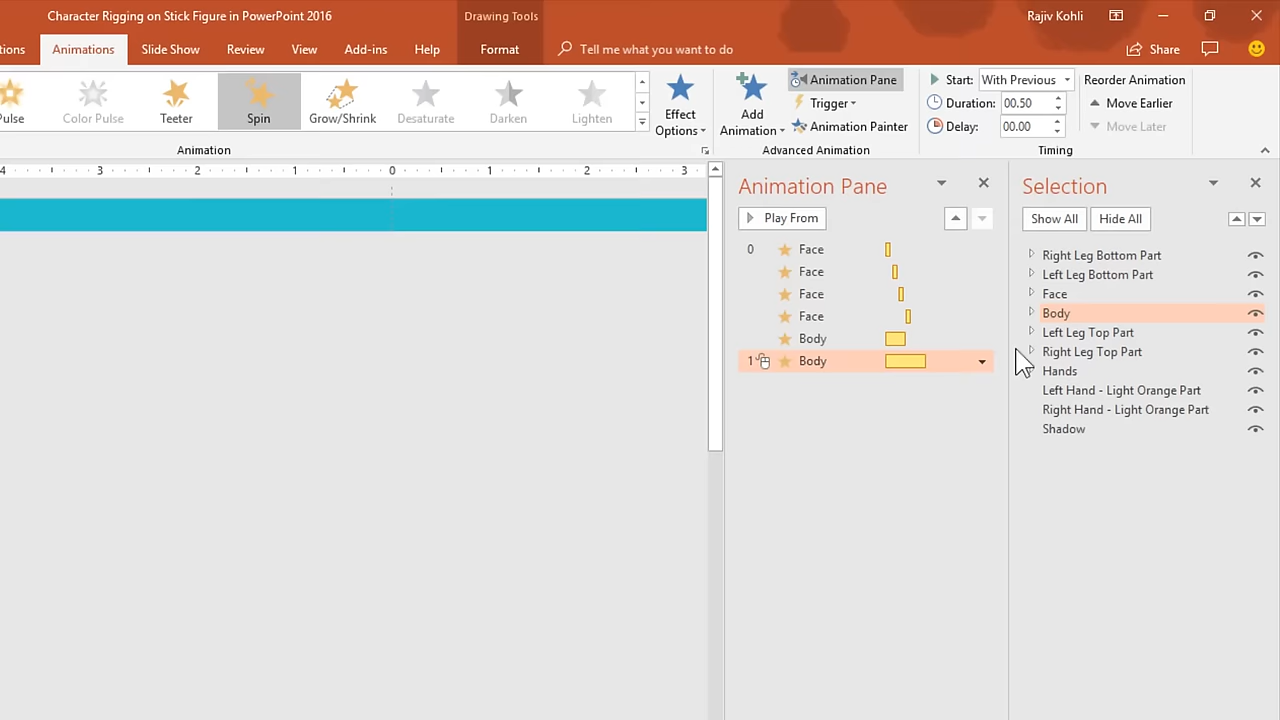 Character Rigging on Stick Figure in PowerPoint 2016
Drawing Tools
Rajiv Kohli
Animations
Slide Show
Review
View
Add-ins
Help
Format
Tell me what you want to do
Share
Pulse
Color Pulse
Teeter
Spin
Grow/Shrink
Desaturate
Darken
Lighten
Animation
Effect
Options
Add
Animation
Animation Pane
Trigger
Animation Painter
Advanced Animation
Start: With Previous
Duration: 00.50
Delay: 00.00
Timing
Reorder Animation
Move Earlier
Move Later
4 3 2 1 0 1 2 3
Animation Pane
Play From
0 Face
Face
Face
Face
Body
1 Body
Selection
Show All
Hide All
Right Leg Bottom Part
Left Leg Bottom Part
Face
Body
Left Leg Top Part
Right Leg Top Part
Hands
Left Hand - Light Orange Part
Right Hand - Light Orange Part
Shadow